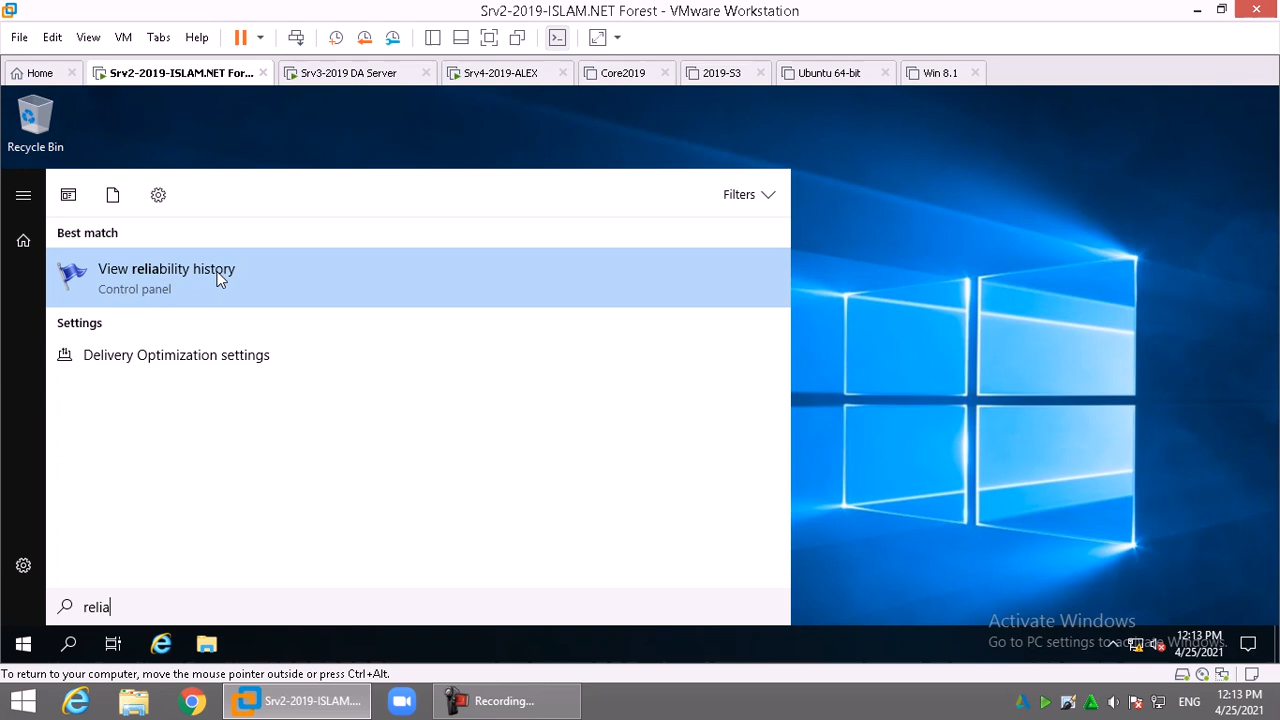 Srv2-2019-ISLAM.NET Forest - VMware Workstation
File Edit View VM Tabs Help
Home Srv2-2019-ISLAM.NET For... Srv3-2019 DA Server Srv4-2019-ALEX Core2019 2019-S3 Ubuntu 64-bit Win 8.1
Recycle Bin
Filters
Best match
View reliability history
Control panel
Settings
Delivery Optimization settings
relia
Activate Windows
Go to PC settings to activate Windows.
12:13 PM
4/25/2021
To return to your computer, move the mouse pointer outside or press Ctrl+Alt.
Srv2-2019-ISLAM....
Recording...
ENG
12:13 PM
4/25/2021